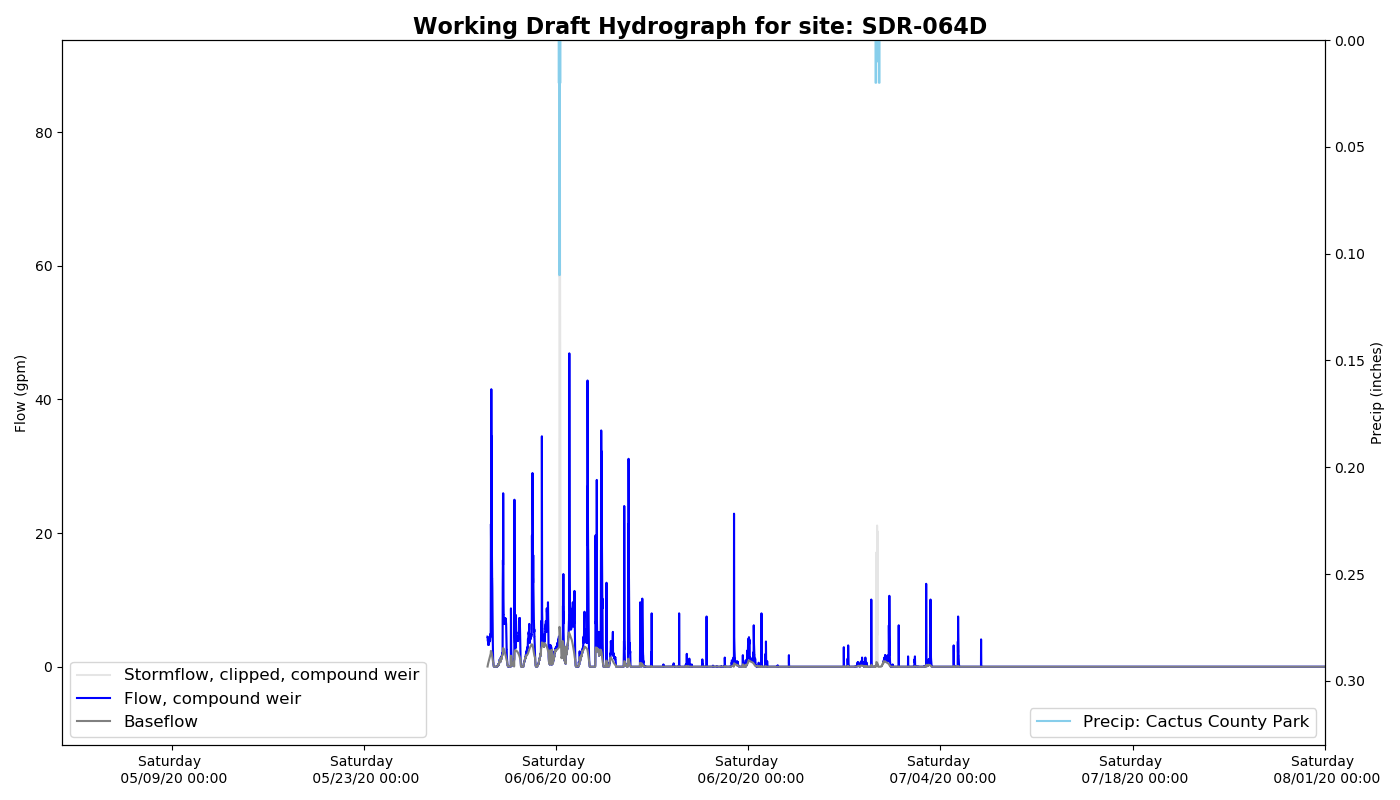 Working Draft Hydrograph for site: SDR-064D
Flow (gpm)
80
60
40
20
0
0.00
0.05
0.10
0.15
0.20
0.25
0.30
Precip (inches)
Stormflow, clipped, compound weir
Flow, compound weir
Baseflow
Precip: Cactus County Park
Saturday
05/09/20 00:00
Saturday
05/23/20 00:00
Saturday
06/06/20 00:00
Saturday
06/20/20 00:00
Saturday
07/04/20 00:00
Saturday
07/18/20 00:00
Saturday
08/01/20 00:00